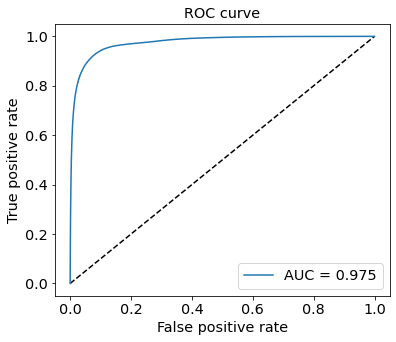 ROC curve
True positive rate
1.0
0.8
0.6
0.4
0.2
0.0
AUC = 0.975
0.0 0.2 0.4 0.6 0.8 1.0
False positive rate